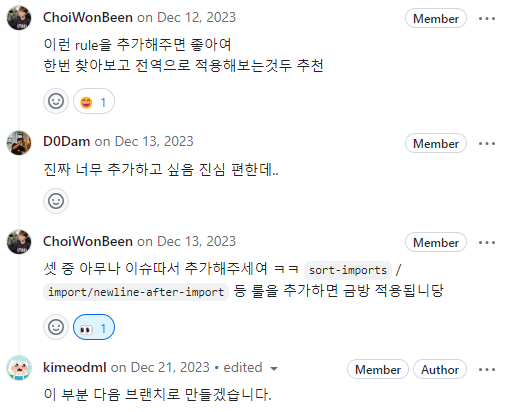 ChoiWonBeen on Dec 12, 2023 Member ...
이런 rule을 추가해주면 좋아여
한번 찾아보고 전역으로 적용해보는것두 추천
1
D0Dam on Dec 13, 2023 Member ...
진짜 너무 추가하고 싶음 진심 편한데..
ChoiWonBeen on Dec 13, 2023 Member ...
셋 중 아무나 이슈따서 추가해주세여 ㅋㅋ sort-imports /
import/newline-after-import 등 룰을 추가하면 금방 적용됩니당
1
kimeodml on Dec 21, 2023 • edited Member Author ...
이 부분 다음 브랜치로 만들겠습니다.